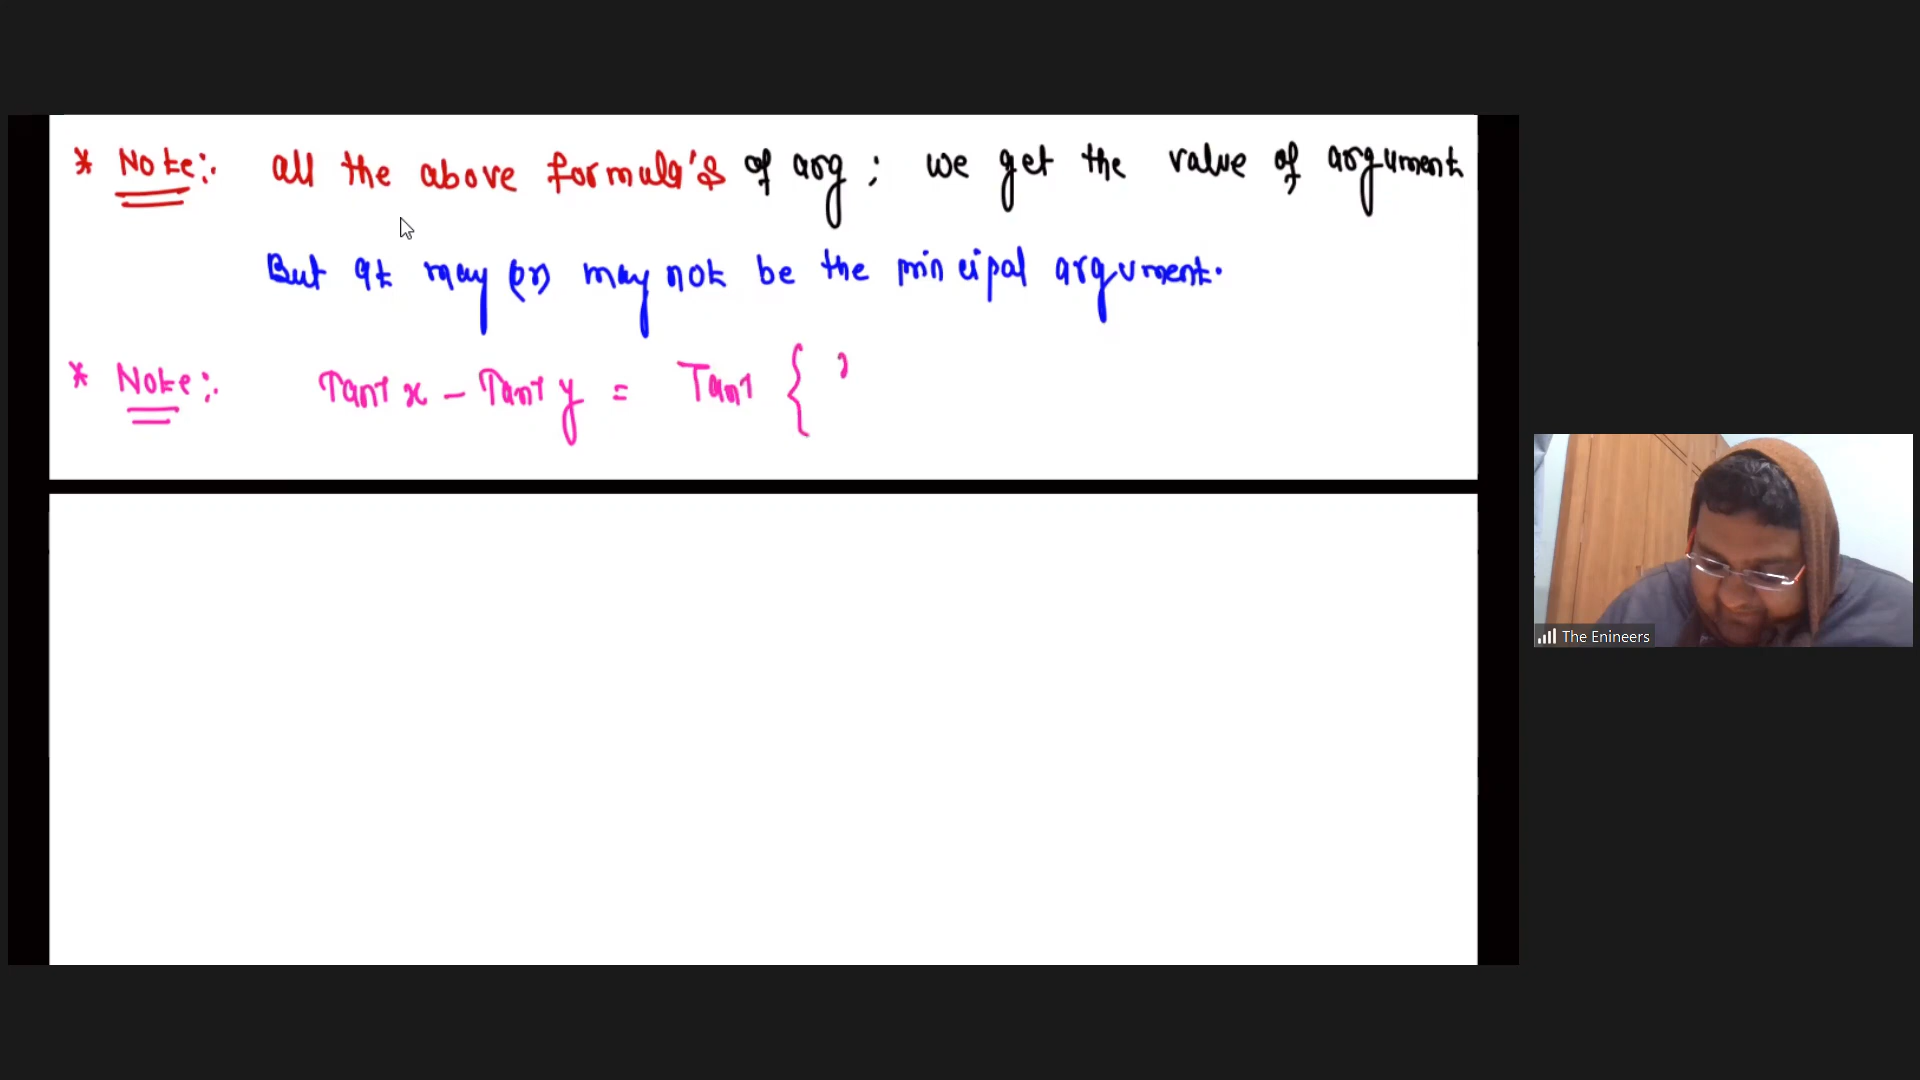 * Note:- all the above formula's of arg ; we get the value of argument
But it may (or) may not be the principal argument.
* Note:- Tan⁻¹ x - Tan⁻¹ y = Tan⁻¹ {
The Enineers